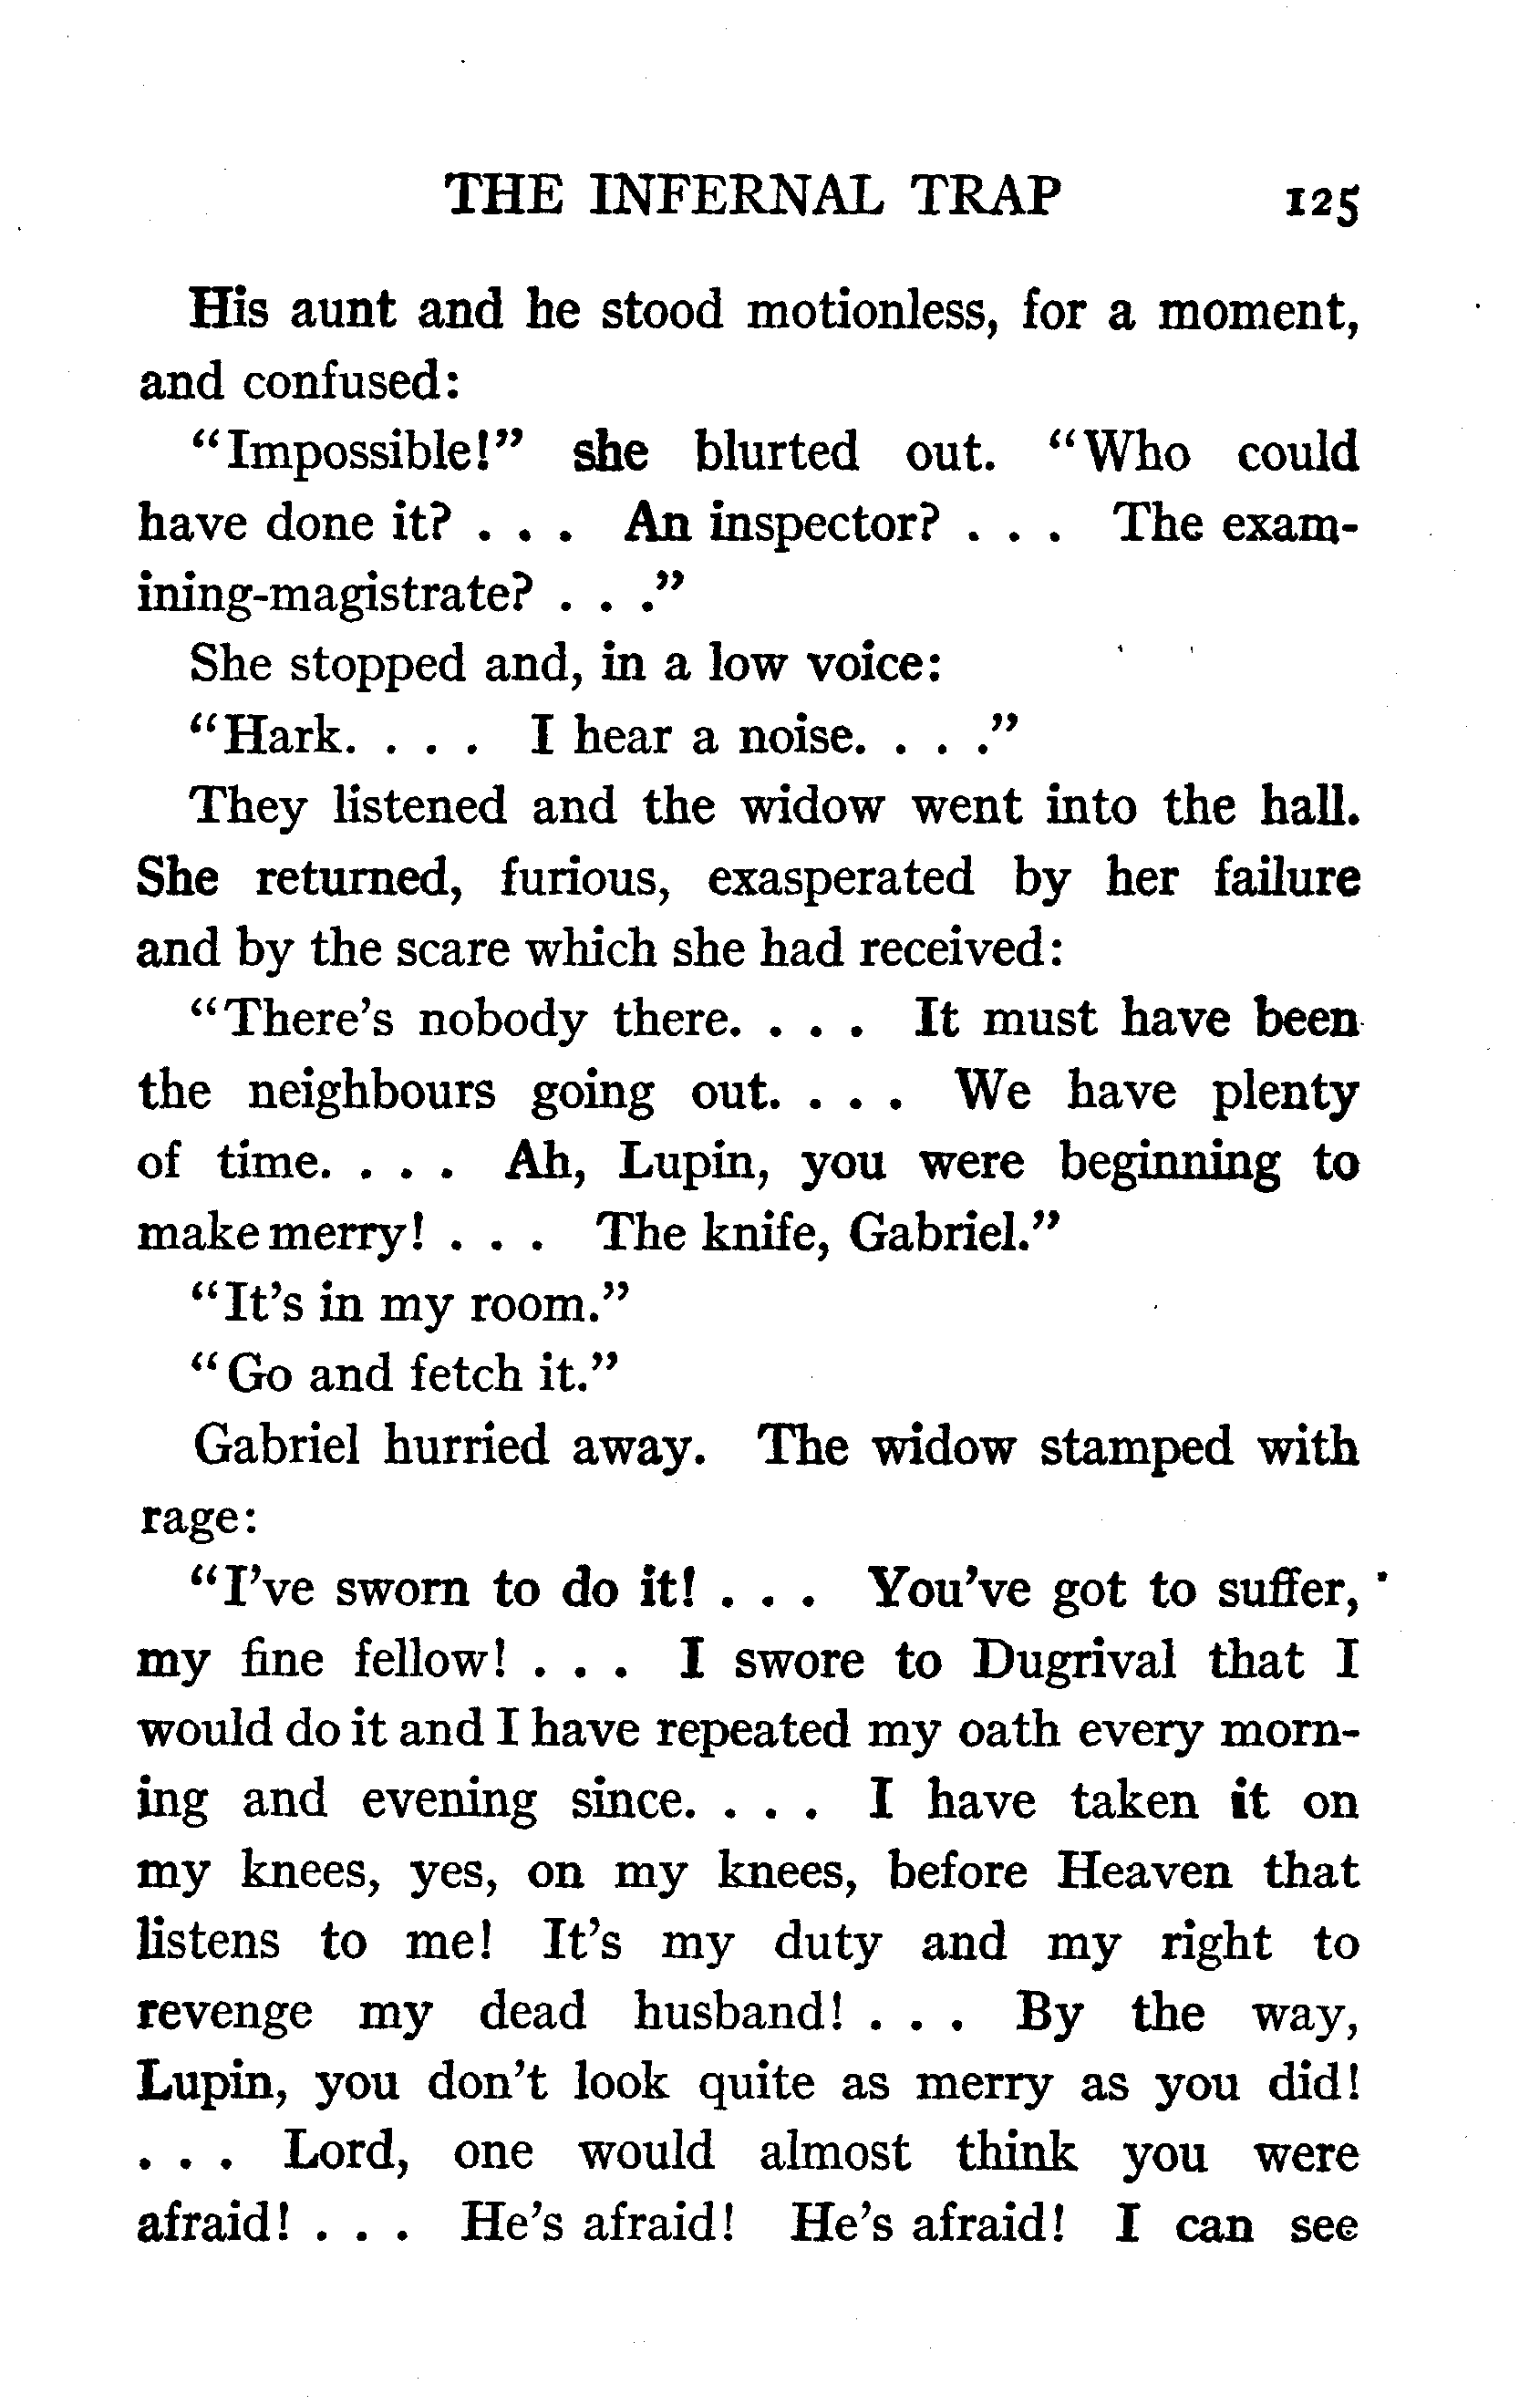 THE INFERNAL TRAP 125
His aunt and he stood motionless, for a moment,
and confused:
"Impossible!" she blurted out. "Who could
have done it? . . . An inspector? . . . The exam-
ining-magistrate? . . ."
She stopped and, in a low voice:
"Hark. . . . I hear a noise. . . ."
They listened and the widow went into the hall.
She returned, furious, exasperated by her failure
and by the scare which she had received:
"There's nobody there. . . . It must have been
the neighbours going out. . . . We have plenty
of time. . . . Ah, Lupin, you were beginning to
make merry! . . . The knife, Gabriel."
"It's in my room."
"Go and fetch it."
Gabriel hurried away. The widow stamped with
rage:
"I've sworn to do it! . . . You've got to suffer,
my fine fellow! . . . I swore to Dugrival that I
would do it and I have repeated my oath every morn-
ing and evening since. . . . I have taken it on
my knees, yes, on my knees, before Heaven that
listens to me! It's my duty and my right to
revenge my dead husband! . . . By the way,
Lupin, you don't look quite as merry as you did!
. . . Lord, one would almost think you were
afraid! . . . He's afraid! He's afraid! I can see